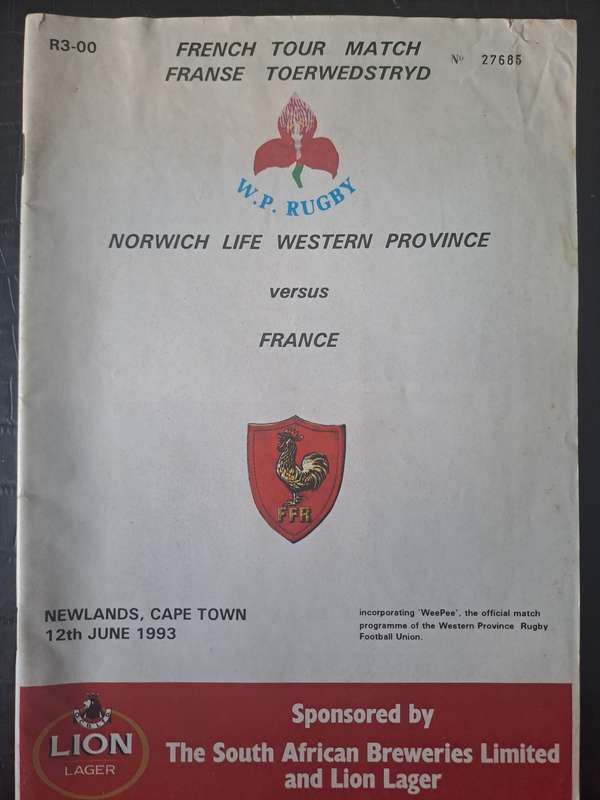 R3-00
FRENCH TOUR MATCH
FRANSE TOERWEDSTRYD
No 27685
W.P. RUGBY
NORWICH LIFE WESTERN PROVINCE
versus
FRANCE
FFR
NEWLANDS, CAPE TOWN
12th JUNE 1993
incorporating 'WeePee', the official match
programme of the Western Province Rugby
Football Union.
LION
LAGER
Sponsored by
The South African Breweries Limited
and Lion Lager